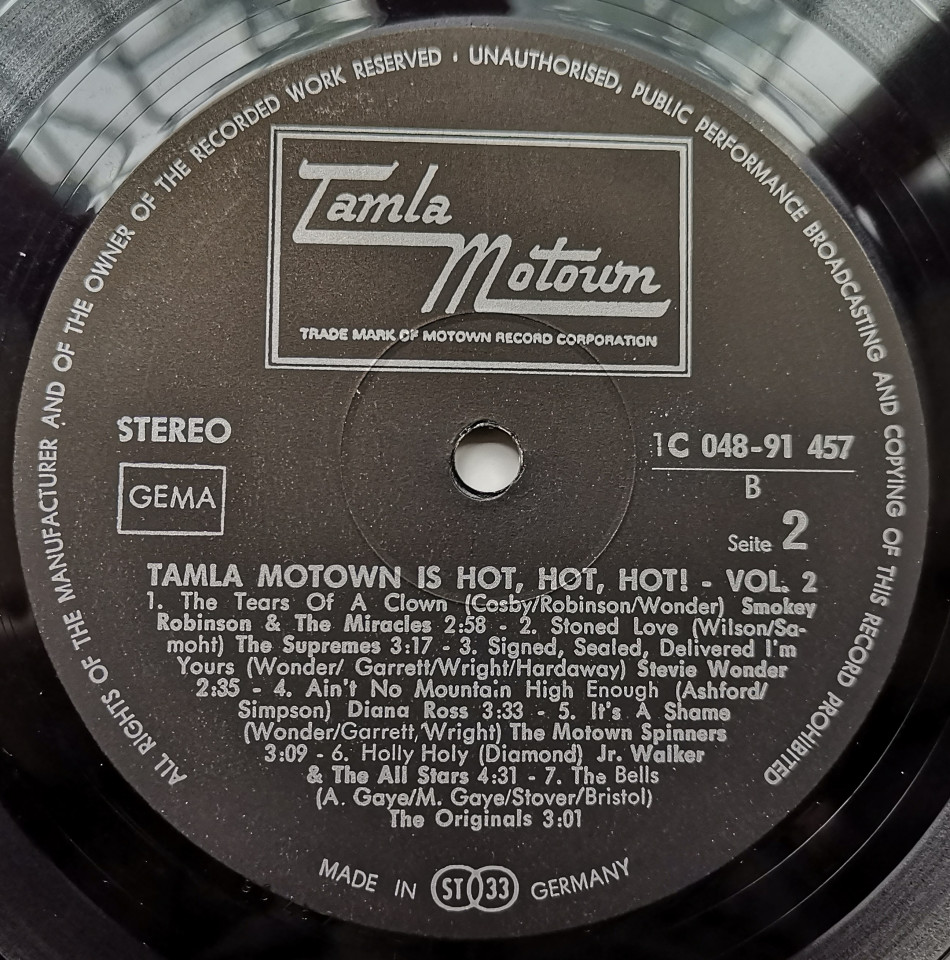 ALL RIGHTS OF THE MANUFACTURER AND OF THE OWNER OF THE RECORDED WORK RESERVED · UNAUTHORISED, PUBLIC PERFORMANCE BROADCASTING AND COPYING OF THIS RECORD PROHIBITED
Tamla
Motown
TRADE MARK OF MOTOWN RECORD CORPORATION
STEREO
GEMA
1C 048-91 457
B
Seite 2
TAMLA MOTOWN IS HOT, HOT, HOT! - VOL. 2
1. The Tears Of A Clown (Cosby/Robinson/Wonder) Smokey
Robinson & The Miracles 2:58 - 2. Stoned Love (Wilson/Sa-
moht) The Supremes 3:17 - 3. Signed, Sealed, Delivered I'm
Yours (Wonder/ Garrett/Wright/Hardaway) Stevie Wonder
2:35 - 4. Ain't No Mountain High Enough (Ashford/
Simpson) Diana Ross 3:33 - 5. It's A Shame
(Wonder/Garrett/Wright) The Motown Spinners
3:09 - 6. Holly Holy (Diamond) Jr. Walker
& The All Stars 4:31 - 7. The Bells
(A. Gaye/M. Gaye/Stover/Bristol)
The Originals 3:01
MADE IN ST 33 GERMANY